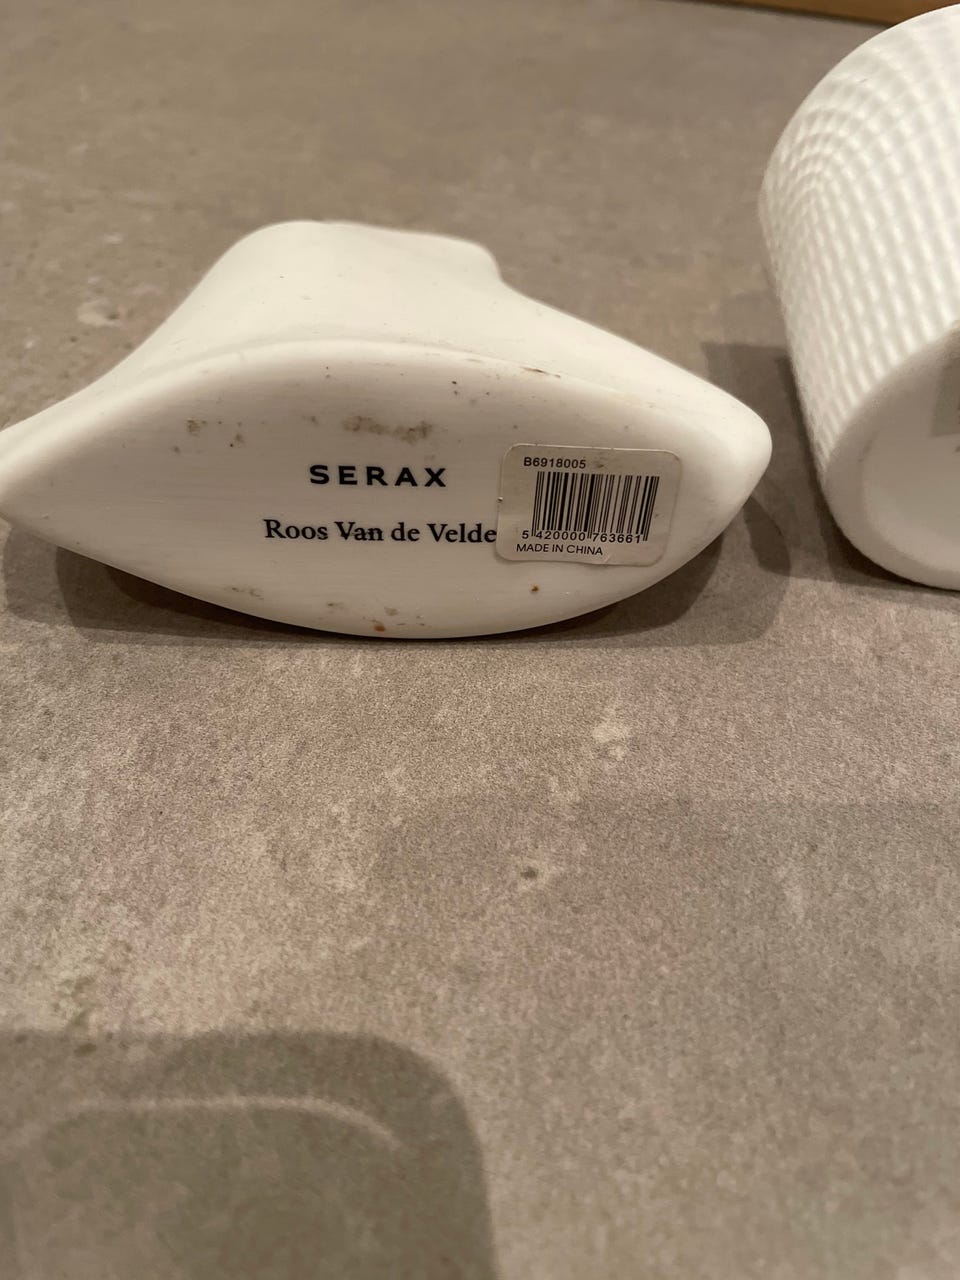 SERAX
Roos Van de Velde
B6918005
5 420000 763661
MADE IN CHINA